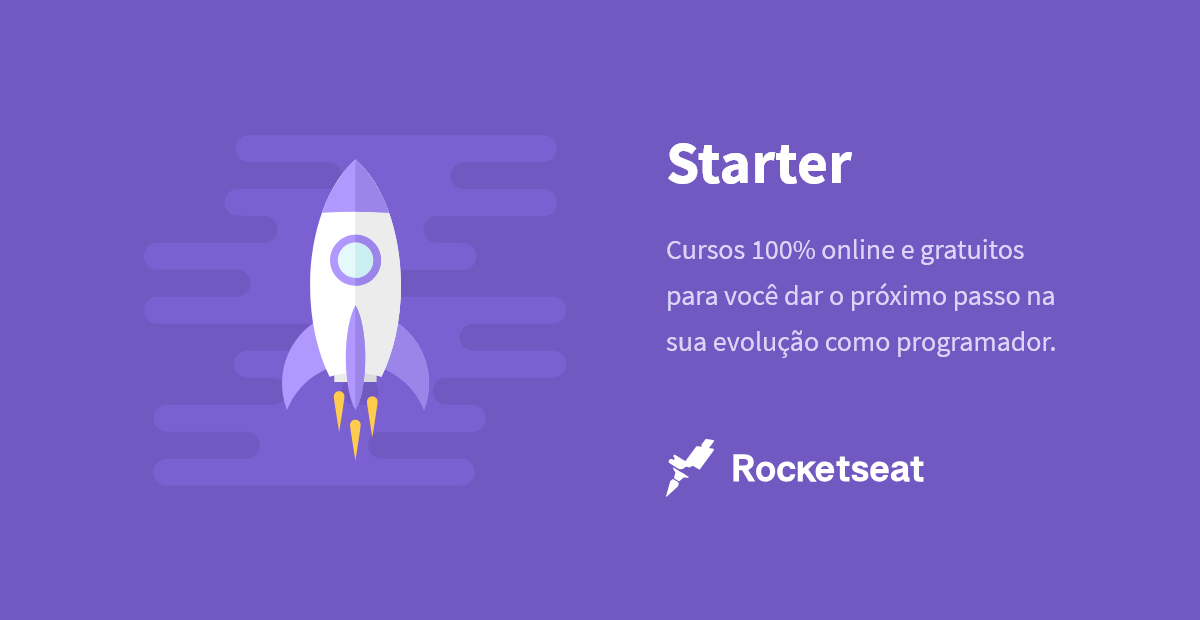 Starter
Cursos 100% online e gratuitos
para você dar o próximo passo na
sua evolução como programador.
Rocketseat